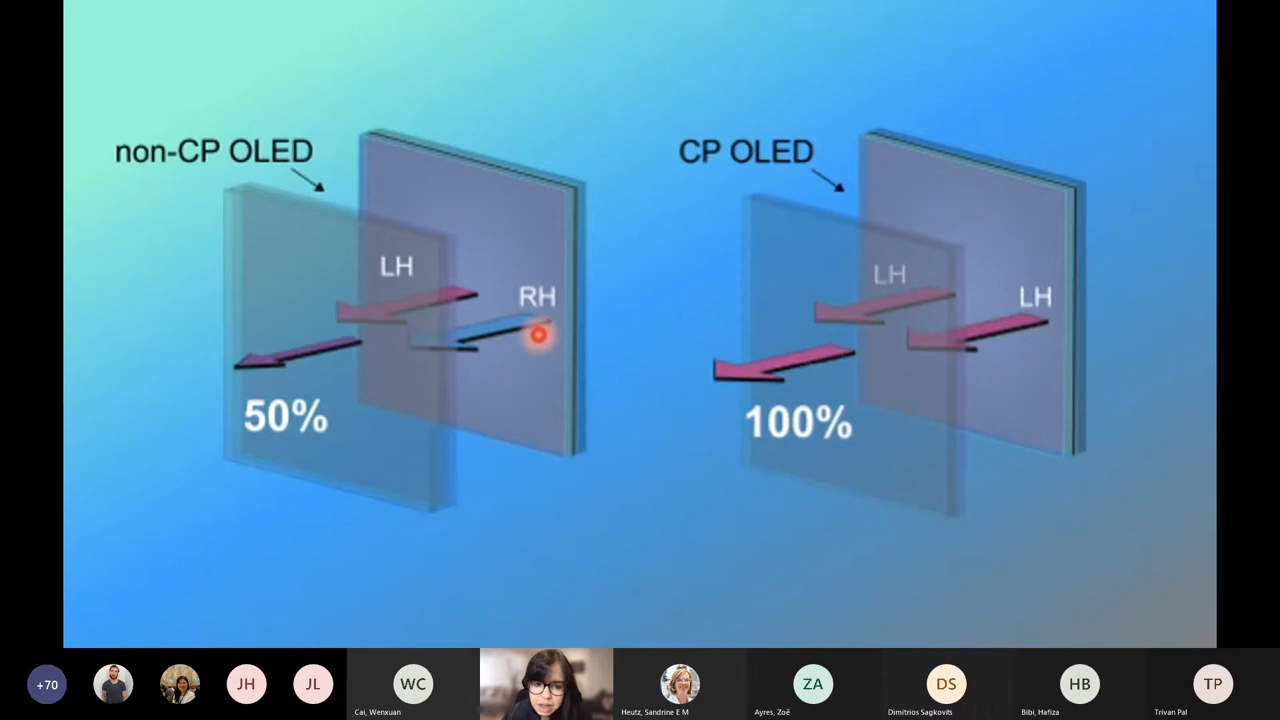 non-CP OLED
CP OLED
LH
RH
LH
LH
50%
100%
+70
JH
JL
WC
ZA
DS
HB
TP
Cai, Wenxuan
Heutz, Sandrine E M
Ayres, Zoë
Dimitrios Sagkovits
Bibi, Hafiza
Trivan Pal